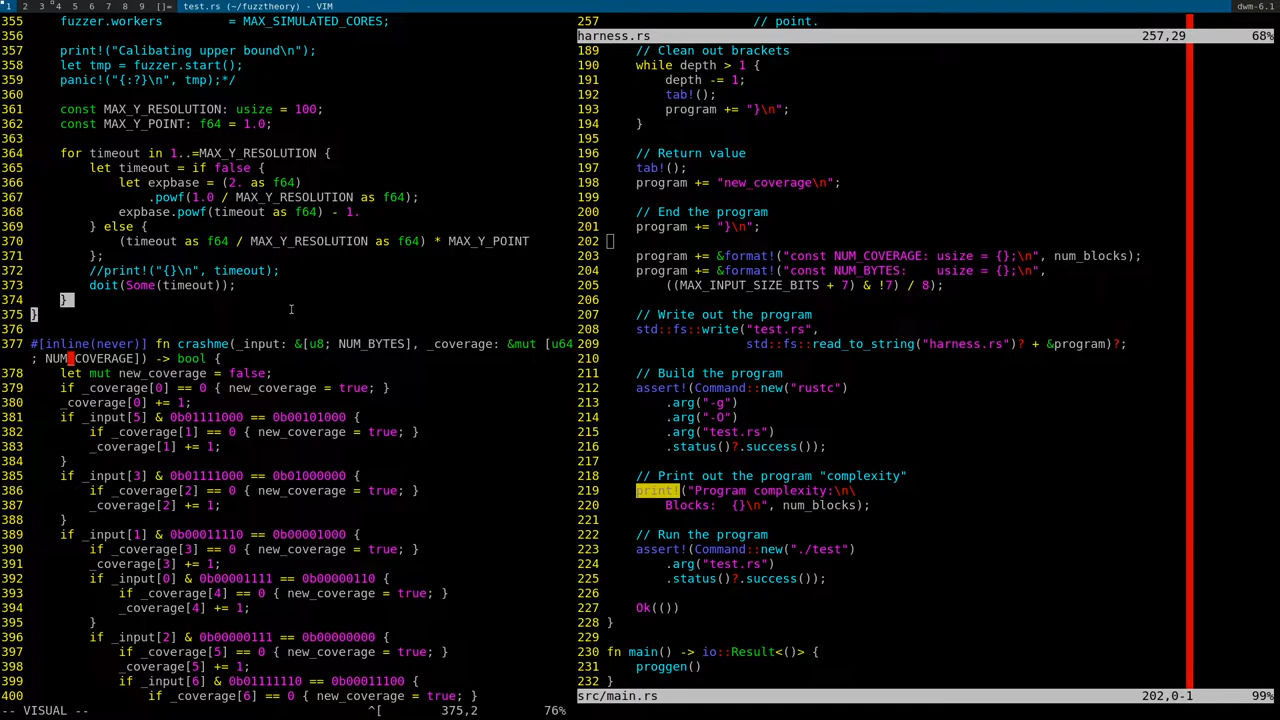 1 2 3 4 5 6 7 8 9 []= test.rs (~/fuzztheory) - VIM dwm-6.1
355     fuzzer.workers          = MAX_SIMULATED_CORES;
356
357     print!("Calibating upper bound\n");
358     let tmp = fuzzer.start();
359     panic!("{:?}\n", tmp);*/
360
361     const MAX_Y_RESOLUTION: usize = 100;
362     const MAX_Y_POINT: f64 = 1.0;
363
364     for timeout in 1..=MAX_Y_RESOLUTION {
365         let timeout = if false {
366             let expbase = (2. as f64)
367                 .powf(1.0 / MAX_Y_RESOLUTION as f64);
368             expbase.powf(timeout as f64) - 1.
369         } else {
370             (timeout as f64 / MAX_Y_RESOLUTION as f64) * MAX_Y_POINT
371         };
372         //print!("{}\n", timeout);
373         doit(Some(timeout));
374     }
375 }
376
377 #[inline(never)] fn crashme(_input: &[u8; NUM_BYTES], _coverage: &mut [u64
; NUM_COVERAGE]) -> bool {
378     let mut new_coverage = false;
379     if _coverage[0] == 0 { new_coverage = true; }
380     _coverage[0] += 1;
381     if _input[5] & 0b01111000 == 0b00101000 {
382         if _coverage[1] == 0 { new_coverage = true; }
383         _coverage[1] += 1;
384     }
385     if _input[3] & 0b01111000 == 0b01000000 {
386         if _coverage[2] == 0 { new_coverage = true; }
387         _coverage[2] += 1;
388     }
389     if _input[1] & 0b00011110 == 0b00001000 {
390         if _coverage[3] == 0 { new_coverage = true; }
391         _coverage[3] += 1;
392         if _input[0] & 0b00001111 == 0b00000110 {
393             if _coverage[4] == 0 { new_coverage = true; }
394             _coverage[4] += 1;
395         }
396         if _input[2] & 0b00000111 == 0b00000000 {
397             if _coverage[5] == 0 { new_coverage = true; }
398             _coverage[5] += 1;
399             if _input[6] & 0b01111110 == 0b00011100 {
400                 if _coverage[6] == 0 { new_coverage = true; }
-- VISUAL -- ^[ 375,2 76%
257                     // point.
harness.rs 257,29 68%
189     // Clean out brackets
190     while depth > 1 {
191         depth -= 1;
192         tab!();
193         program += "}\n";
194     }
195
196     // Return value
197     tab!();
198     program += "new_coverage\n";
199
200     // End the program
201     program += "}\n";
202
203     program += &format!("const NUM_COVERAGE: usize = {};\n", num_blocks);
204     program += &format!("const NUM_BYTES:    usize = {};\n",
205         ((MAX_INPUT_SIZE_BITS + 7) & !7) / 8);
206
207     // Write out the program
208     std::fs::write("test.rs",
209                    std::fs::read_to_string("harness.rs")? + &program)?;
210
211     // Build the program
212     assert!(Command::new("rustc")
213         .arg("-g")
214         .arg("-O")
215         .arg("test.rs")
216         .status()?.success());
217
218     // Print out the program "complexity"
219     print!("Program complexity:\n\
220         Blocks:  {}\n", num_blocks);
221
222     // Run the program
223     assert!(Command::new("./test")
224         .arg("test.rs")
225         .status()?.success());
226
227     Ok(())
228 }
229
230 fn main() -> io::Result<()> {
231     proggen()
232 }
src/main.rs 202,0-1 99%